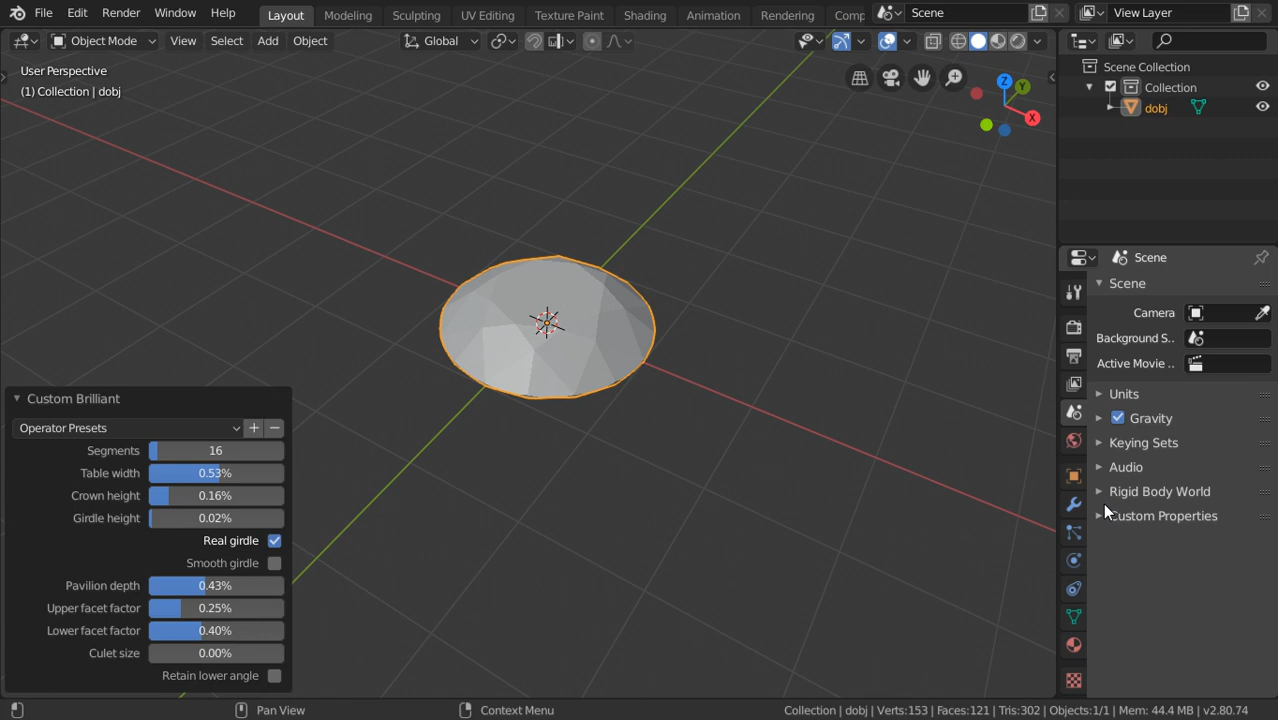 File Edit Render Window Help Layout Modeling Sculpting UV Editing Texture Paint Shading Animation Rendering Comp Scene View Layer
Object Mode View Select Add Object Global
User Perspective
(1) Collection | dobj
Z
Y
X
Scene Collection
Collection
dobj
Scene
Scene
Camera
Background S..
Active Movie ..
Units
Gravity
Keying Sets
Audio
Rigid Body World
Custom Properties
Custom Brilliant
Operator Presets
Segments 16
Table width 0.53%
Crown height 0.16%
Girdle height 0.02%
Real girdle
Smooth girdle
Pavilion depth 0.43%
Upper facet factor 0.25%
Lower facet factor 0.40%
Culet size 0.00%
Retain lower angle
Pan View Context Menu Collection | dobj | Verts:153 | Faces:121 | Tris:302 | Objects:1/1 | Mem: 44.4 MB | v2.80.74